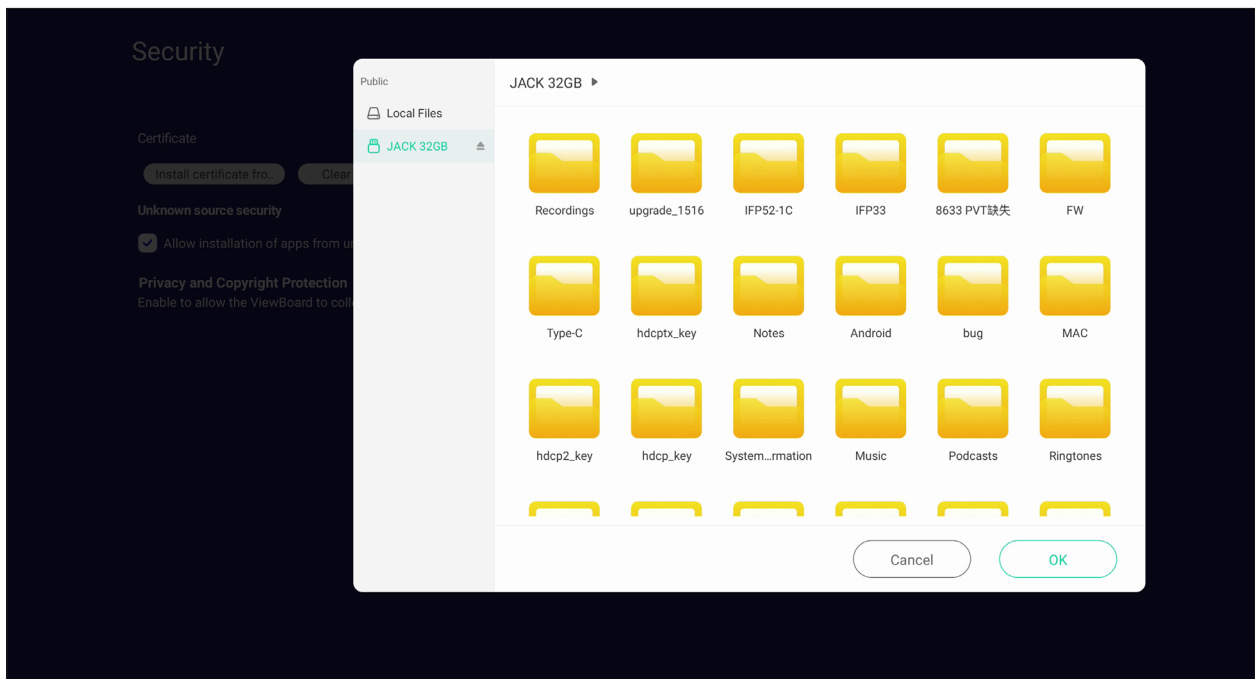 Security
Certificate
Install certificate fro..
Clear
Unknown source security
Allow installation of apps from un
Privacy and Copyright Protection
Enable to allow the ViewBoard to colle
Public
Local Files
JACK 32GB
JACK 32GB
Recordings
upgrade_1516
IFP52-1C
IFP33
8633 PVT缺失
FW
Type-C
hdcptx_key
Notes
Android
bug
MAC
hdcp2_key
hdcp_key
System...rmation
Music
Podcasts
Ringtones
Cancel
OK